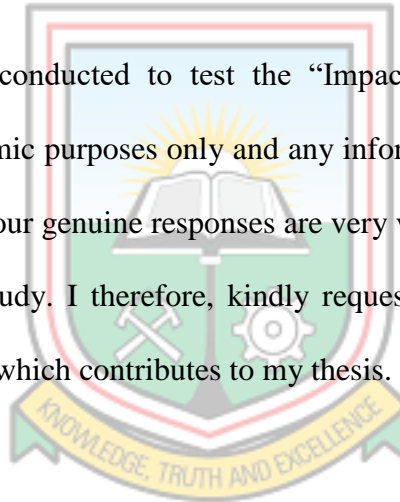 conducted to test the “Impac
mic purposes only and any infor
our genuine responses are very v
udy. I therefore, kindly reques
which contributes to my thesis.
KNOWLEDGE, TRUTH AND EXCELLENCE